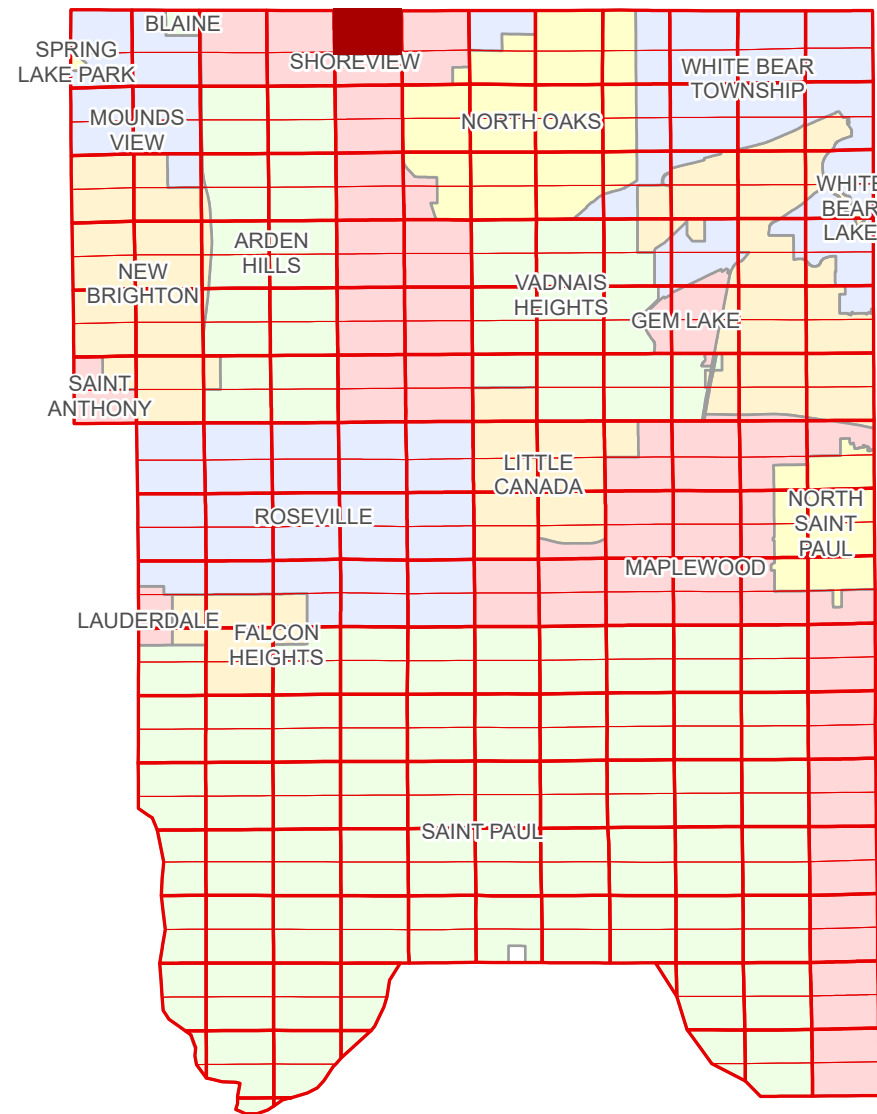 BLAINE
SPRING
LAKE PARK
SHOREVIEW
WHITE BEAR
TOWNSHIP
MOUNDS
VIEW
NORTH OAKS
WHITE
BEAR
LAKE
ARDEN
HILLS
NEW
BRIGHTON
VADNAIS
HEIGHTS
GEM LAKE
SAINT
ANTHONY
LITTLE
CANADA
ROSEVILLE
NORTH
SAINT
PAUL
MAPLEWOOD
LAUDERDALE
FALCON
HEIGHTS
SAINT PAUL